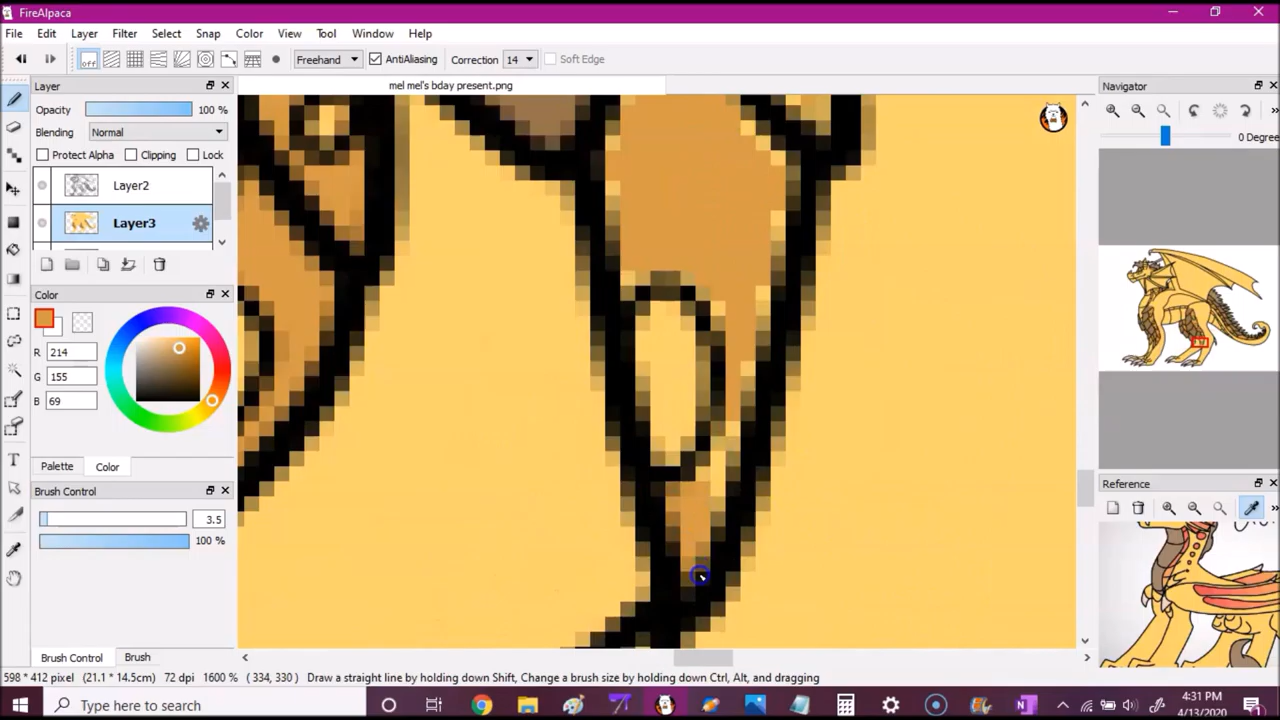 FireAlpaca
File Edit Layer Filter Select Snap Color View Tool Window Help
off Freehand AntiAliasing Correction 14 Soft Edge
Layer mel mel's bday present.png Navigator
Opacity 100 %
Blending Normal
0 Degree
Protect Alpha Clipping Lock
Layer2
Layer3
Color
R 214
G 155
B 69
Palette Color
Reference
Brush Control
3.5
100 %
Brush Control Brush
598 * 412 pixel (21.1 * 14.5cm) 72 dpi 1600 % ( 334, 330 ) Draw a straight line by holding down Shift, Change a brush size by holding down Ctrl, Alt, and dragging
Type here to search
4:31 PM
4/13/2020